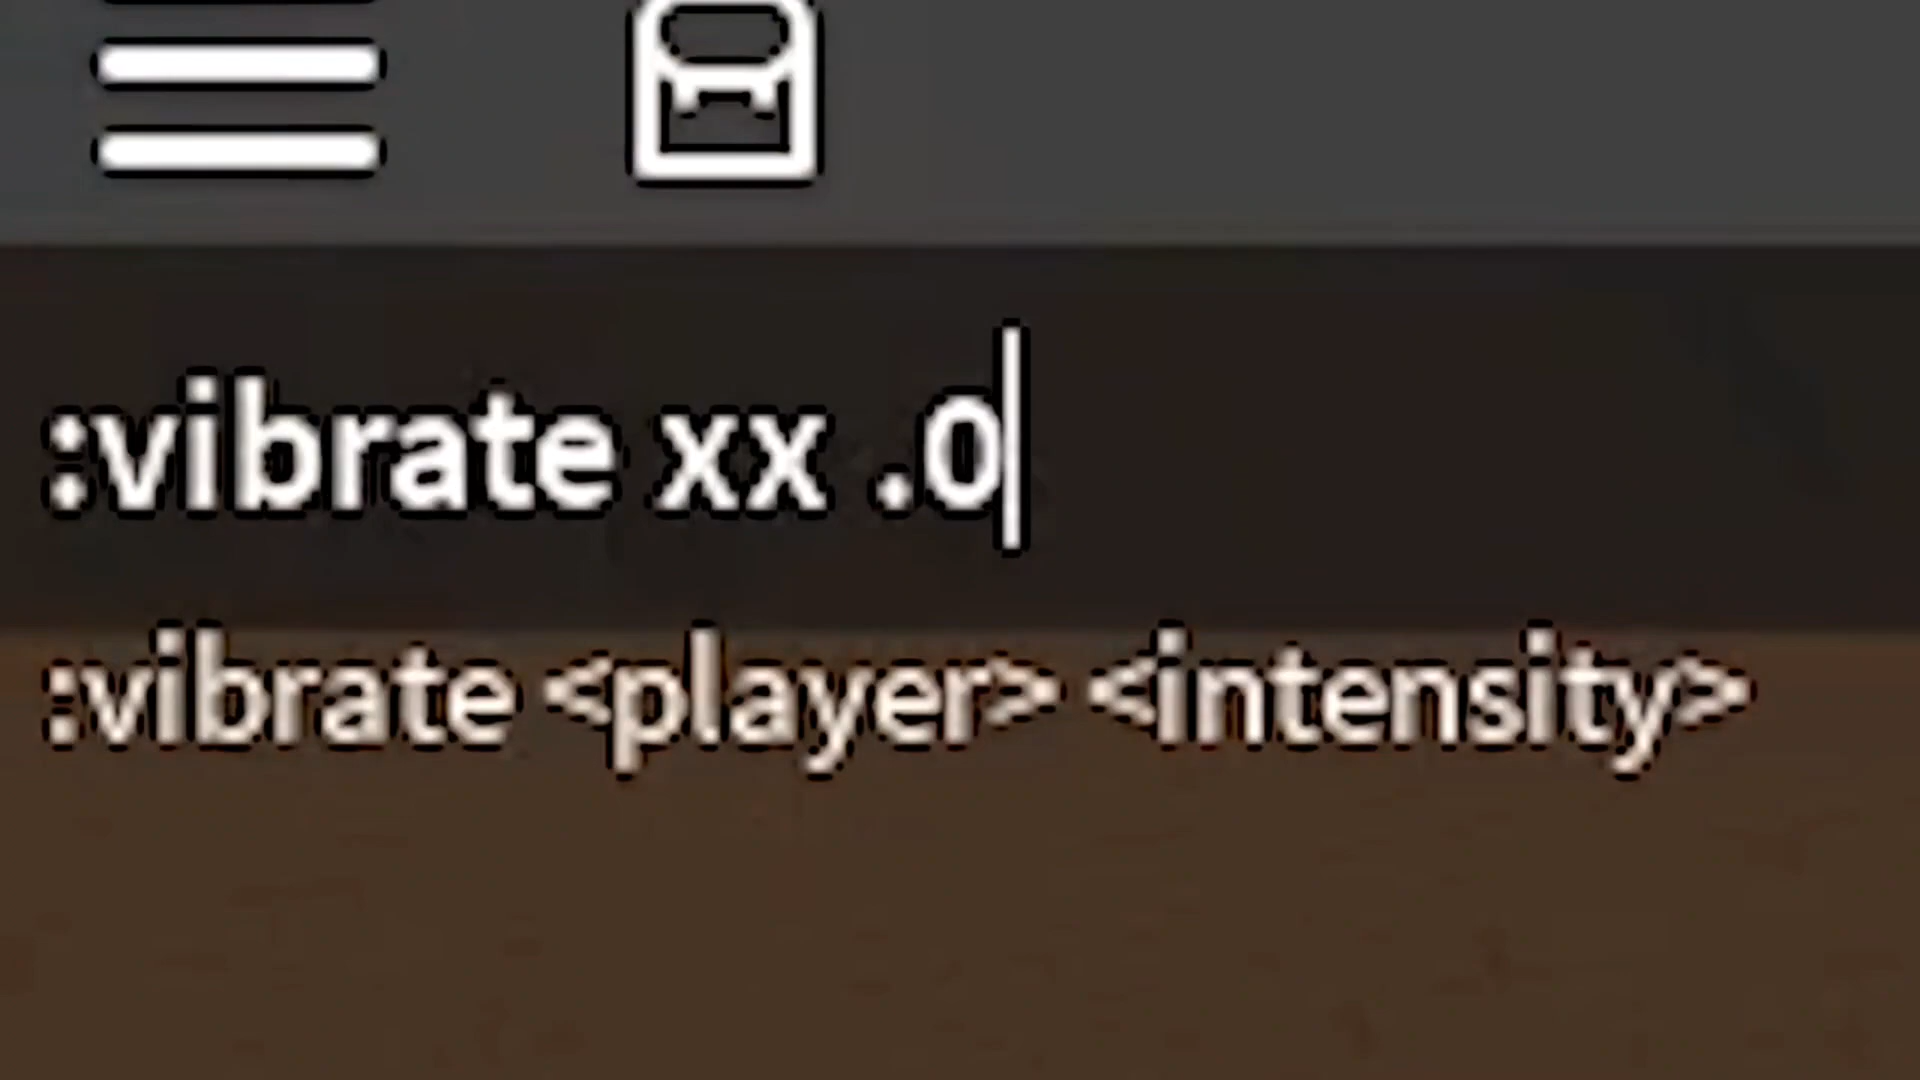 :vibrate xx .0
:vibrate <player> <intensity>